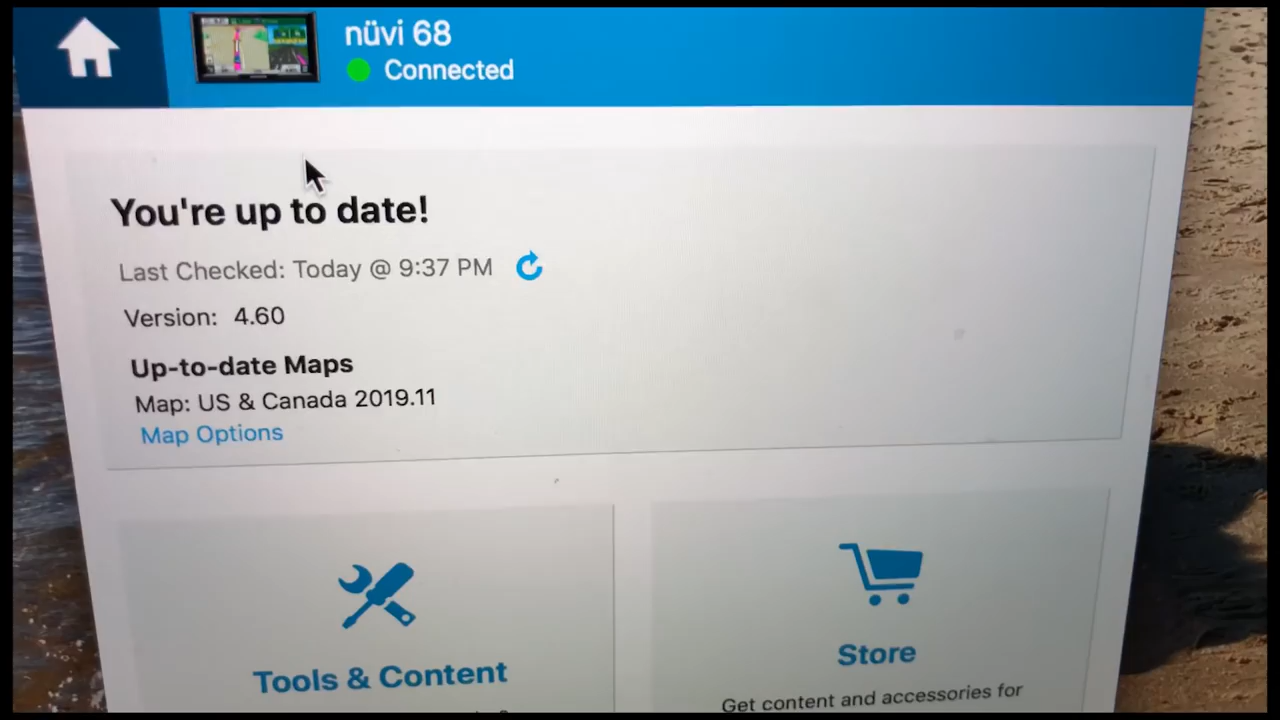 nüvi 68
Connected
You're up to date!
Last Checked: Today @ 9:37 PM
Version: 4.60
Up-to-date Maps
Map: US & Canada 2019.11
Map Options
Tools & Content
Store
Get content and accessories for